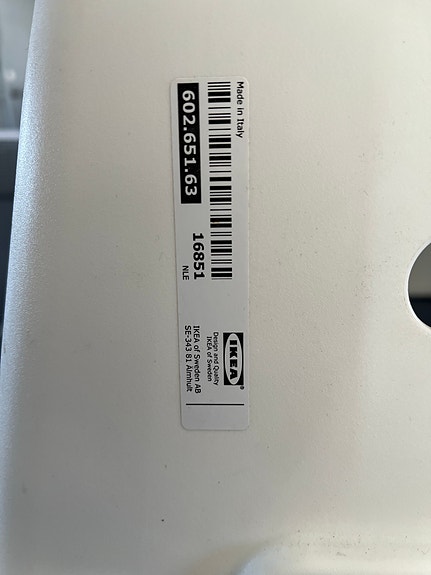 Made in Italy
602.651.63
16851
NLE
IKEA®
Design and Quality
IKEA of Sweden
IKEA of Sweden AB
SE-343 81 Älmhult